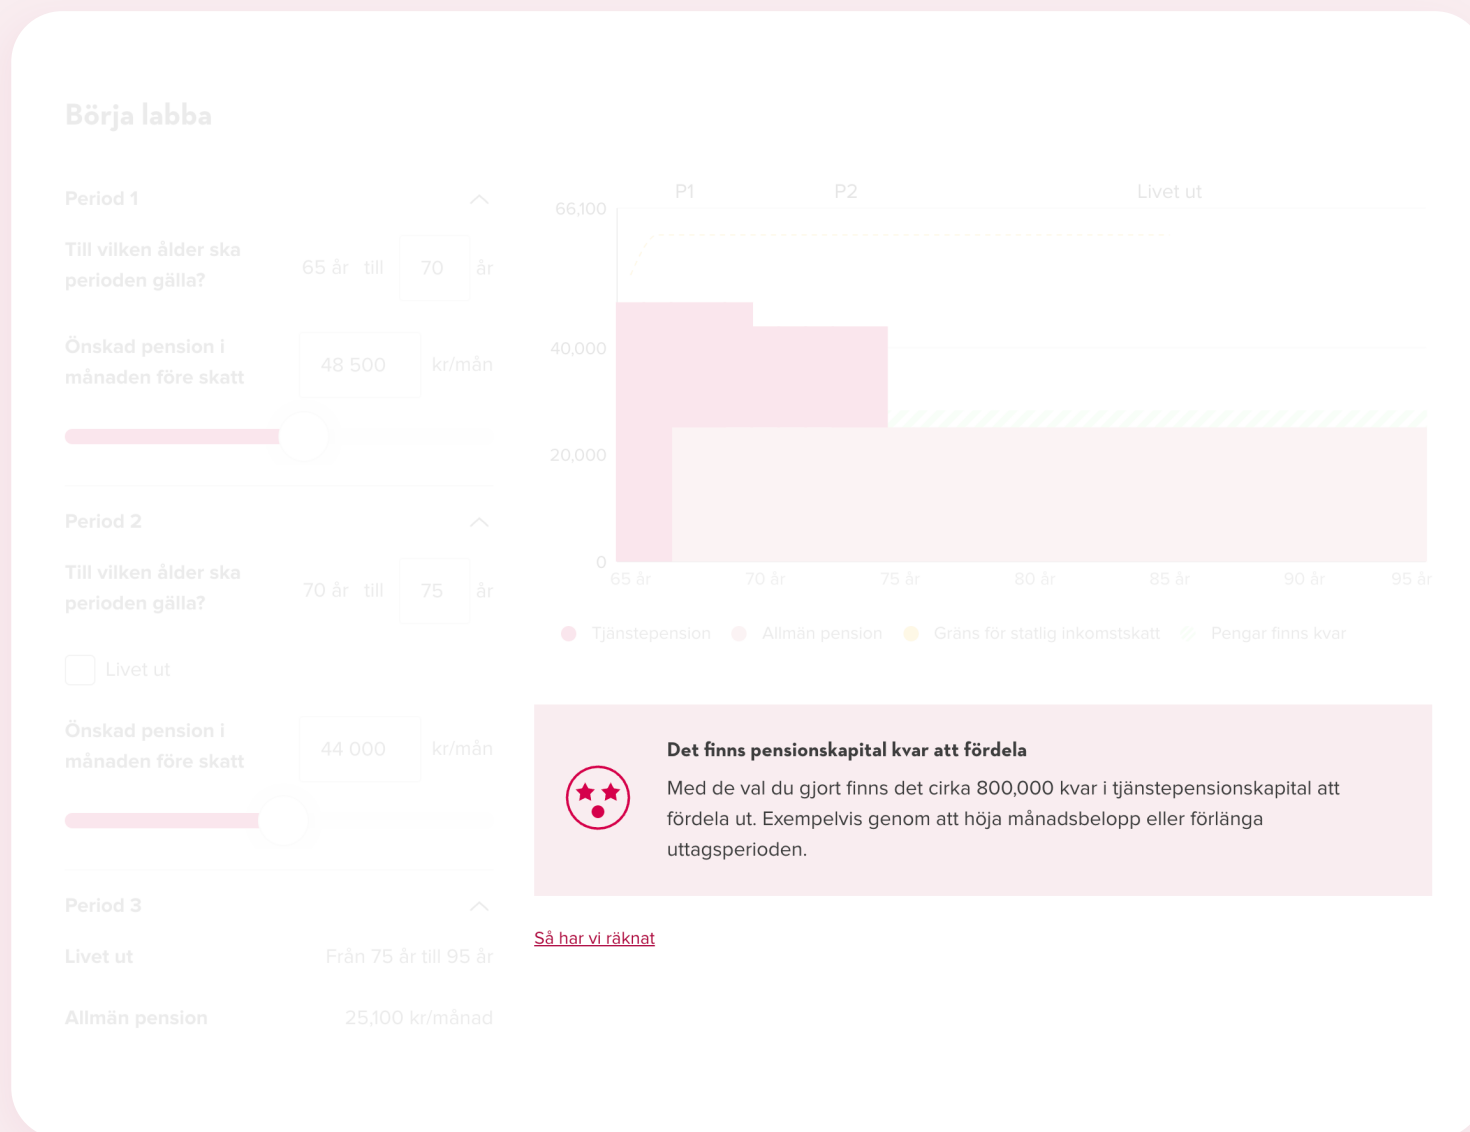 Börja labba
Period 1
Till vilken ålder ska
perioden gälla?
65 år till 70 år
Önskad pension i
månaden före skatt
48 500 kr/mån
Period 2
Till vilken ålder ska
perioden gälla?
70 år till 75 år
Livet ut
Önskad pension i
månaden före skatt
44 000 kr/mån
Period 3
Livet ut Från 75 år till 95 år
Allmän pension 25,100 kr/månad
P1 P2 Livet ut
66,100
40,000
20,000
0
65 år 70 år 75 år 80 år 85 år 90 år 95 år
Tjänstepension Allmän pension Gräns för statlig inkomstskatt Pengar finns kvar
Det finns pensionskapital kvar att fördela
Med de val du gjort finns det cirka 800,000 kvar i tjänstepensionskapital att
fördela ut. Exempelvis genom att höja månadsbelopp eller förlänga
uttagsperioden.
Så har vi räknat